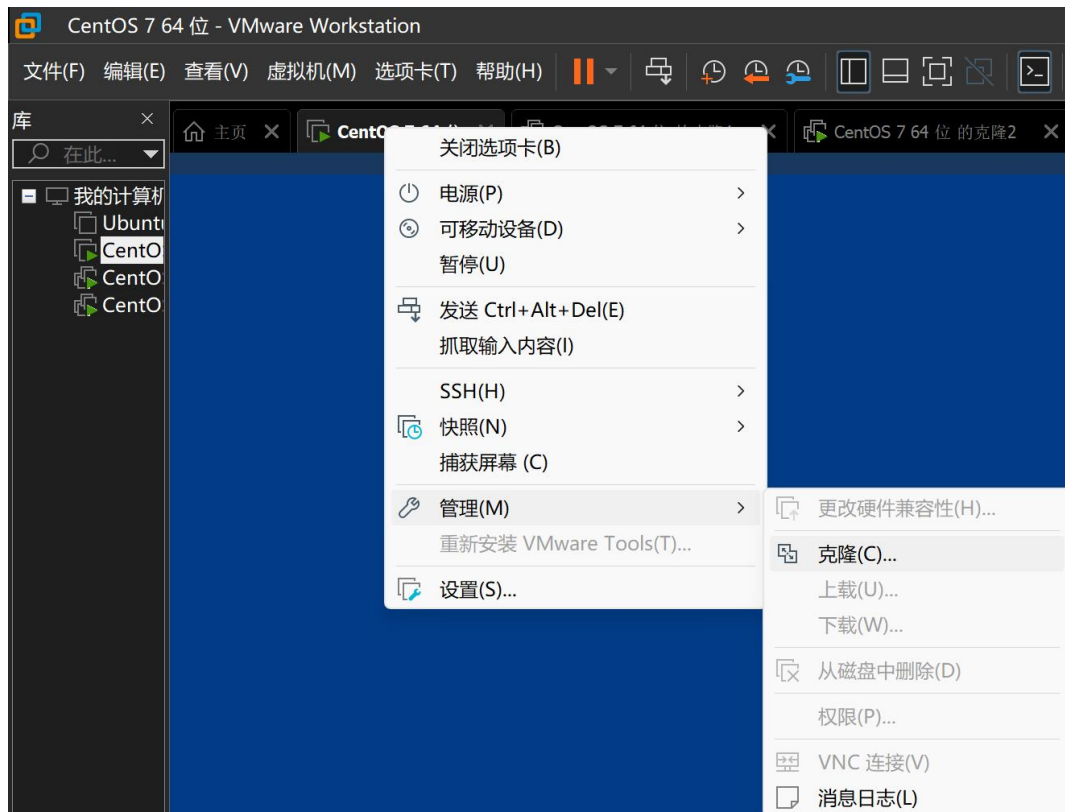 CentOS 7 64 位 - VMware Workstation
文件(F) 编辑(E) 查看(V) 虚拟机(M) 选项卡(T) 帮助(H)
库
在此...
主页
CentOS 7 64 位 的克隆2
我的计算机
Ubuntu
CentO
CentO
CentO
关闭选项卡(B)
电源(P)
可移动设备(D)
暂停(U)
发送 Ctrl+Alt+Del(E)
抓取输入内容(I)
SSH(H)
快照(N)
捕获屏幕 (C)
管理(M)
重新安装 VMware Tools(T)...
设置(S)...
更改硬件兼容性(H)...
克隆(C)...
上载(U)...
下载(W)...
从磁盘中删除(D)
权限(P)...
VNC 连接(V)
消息日志(L)